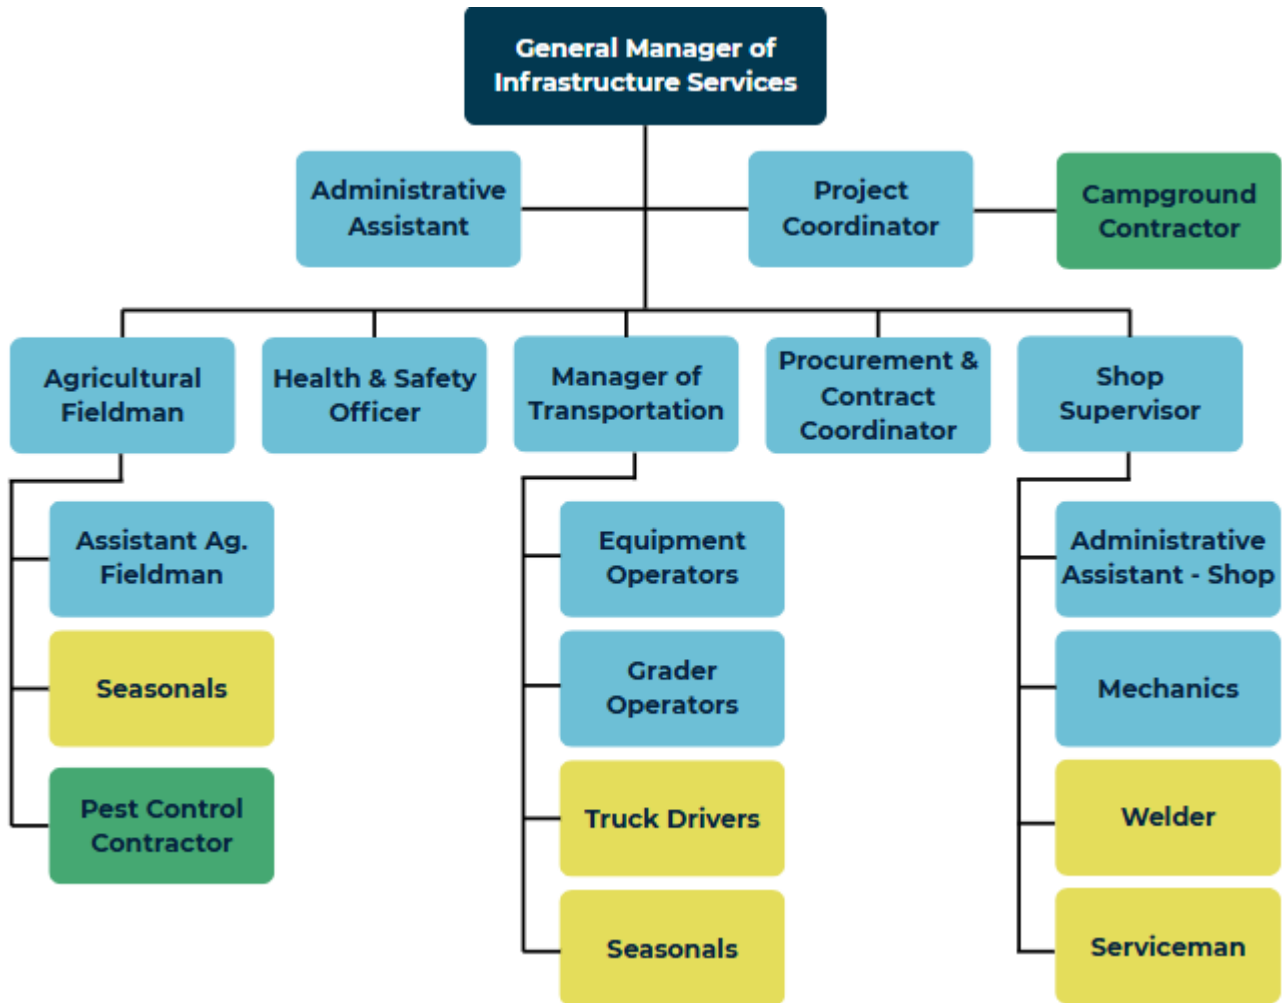 General Manager of
Infrastructure Services
Administrative
Assistant
Project
Coordinator
Campground
Contractor
Agricultural
Fieldman
Health & Safety
Officer
Manager of
Transportation
Procurement &
Contract
Coordinator
Shop
Supervisor
Assistant Ag.
Fieldman
Seasonals
Pest Control
Contractor
Equipment
Operators
Grader
Operators
Truck Drivers
Seasonals
Administrative
Assistant - Shop
Mechanics
Welder
Serviceman